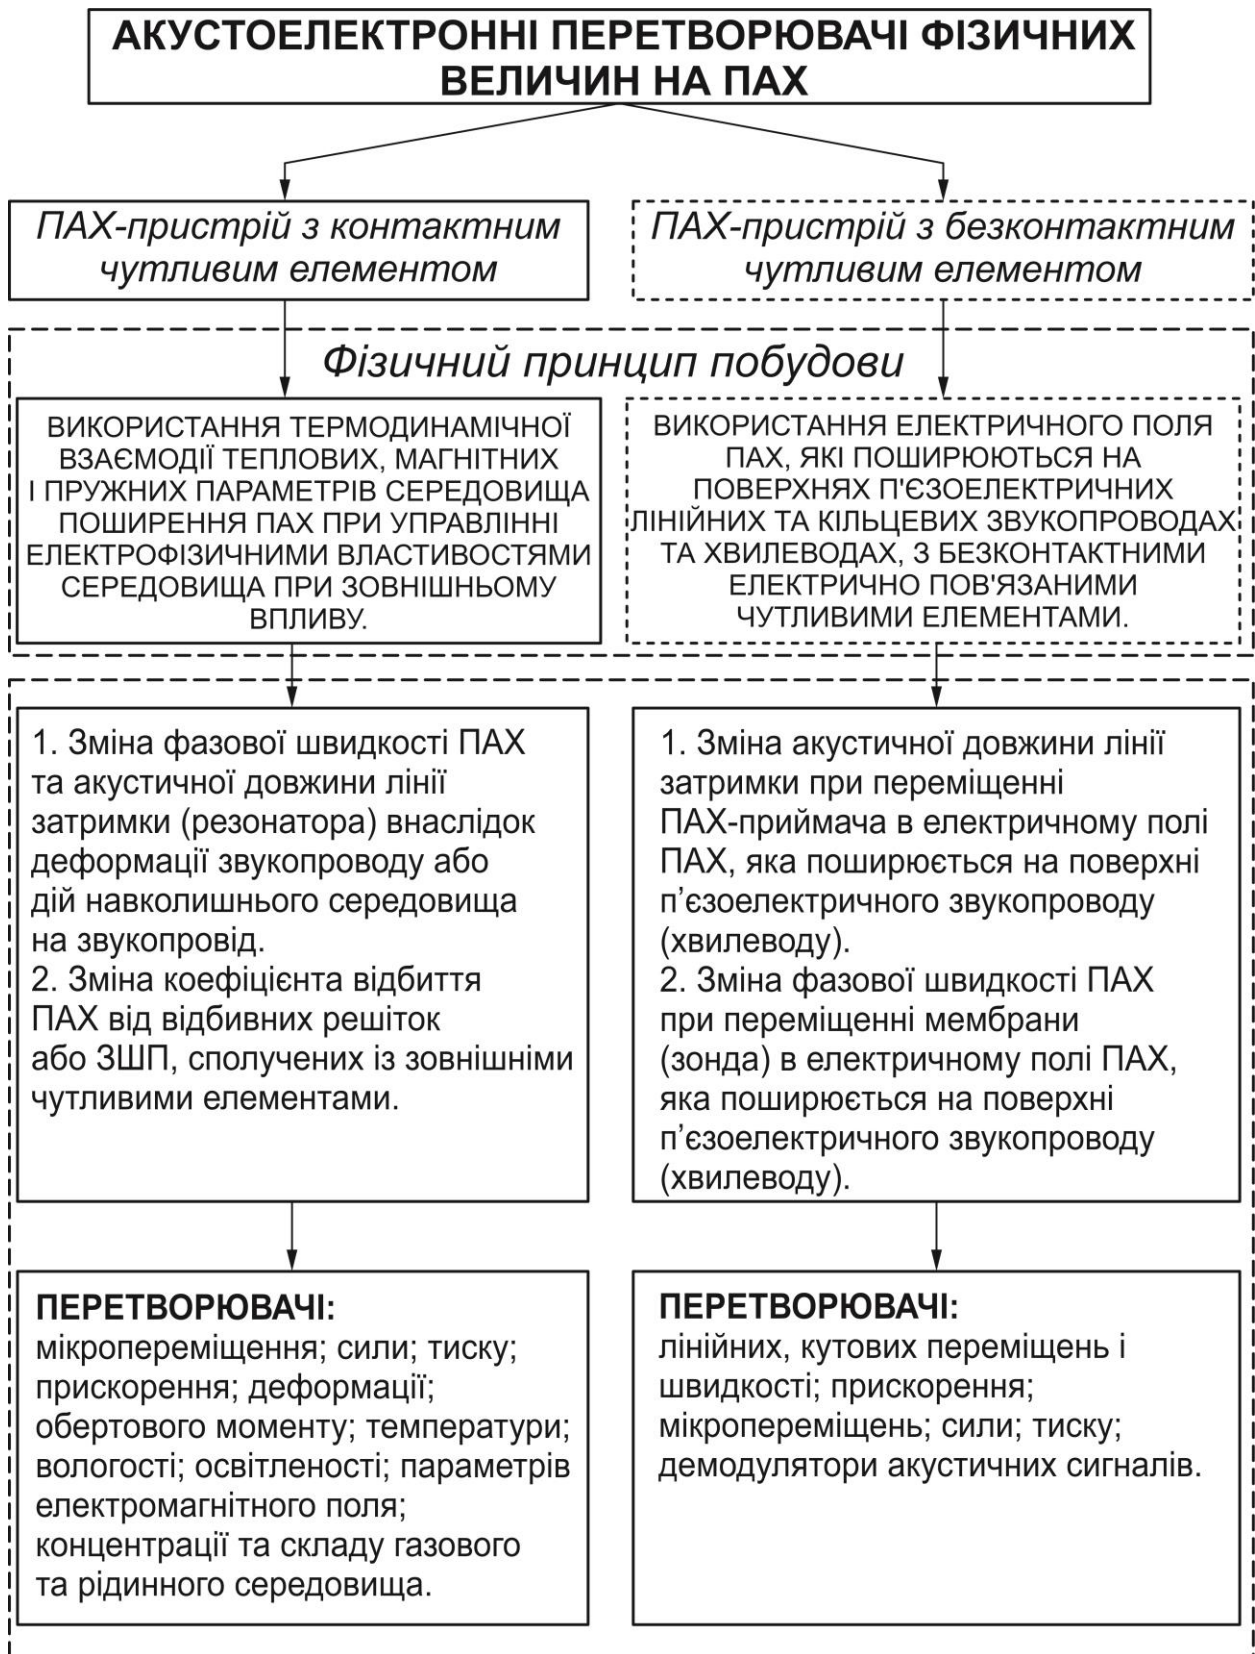 АКУСТОЕЛЕКТРОННІ ПЕРЕТВОРЮВАЧІ ФІЗИЧНИХ
ВЕЛИЧИН НА ПАХ
ПАХ-пристрій з контактним
чутливим елементом
ПАХ-пристрій з безконтактним
чутливим елементом
Фізичний принцип побудови
ВИКОРИСТАННЯ ТЕРМОДИНАМІЧНОЇ
ВЗАЄМОДІЇ ТЕПЛОВИХ, МАГНІТНИХ
І ПРУЖНИХ ПАРАМЕТРІВ СЕРЕДОВИЩА
ПОШИРЕННЯ ПАХ ПРИ УПРАВЛІННІ
ЕЛЕКТРОФІЗИЧНИМИ ВЛАСТИВОСТЯМИ
СЕРЕДОВИЩА ПРИ ЗОВНІШНЬОМУ
ВПЛИВУ.
ВИКОРИСТАННЯ ЕЛЕКТРИЧНОГО ПОЛЯ
ПАХ, ЯКІ ПОШИРЮЮТЬСЯ НА
ПОВЕРХНЯХ П'ЄЗОЕЛЕКТРИЧНИХ
ЛІНІЙНИХ ТА КІЛЬЦЕВИХ ЗВУКОПРОВОДАХ
ТА ХВИЛЕВОДАХ, З БЕЗКОНТАКТНИМИ
ЕЛЕКТРИЧНО ПОВ'ЯЗАНИМИ
ЧУТЛИВИМИ ЕЛЕМЕНТАМИ.
1. Зміна фазової швидкості ПАХ
та акустичної довжини лінії
затримки (резонатора) внаслідок
деформації звукопроводу або
дій навколишнього середовища
на звукопровід.
2. Зміна коефіцієнта відбиття
ПАХ від відбивних решіток
або ЗШП, сполучених із зовнішніми
чутливими елементами.
1. Зміна акустичної довжини лінії
затримки при переміщенні
ПАХ-приймача в електричному полі
ПАХ, яка поширюється на поверхні
п’єзоелектричного звукопроводу
(хвилеводу).
2. Зміна фазової швидкості ПАХ
при переміщенні мембрани
(зонда) в електричному полі ПАХ,
яка поширюється на поверхні
п’єзоелектричного звукопроводу
(хвилеводу).
ПЕРЕТВОРЮВАЧІ:
мікропереміщення; сили; тиску;
прискорення; деформації;
обертового моменту; температури;
вологості; освітленості; параметрів
електромагнітного поля;
концентрації та складу газового
та рідинного середовища.
ПЕРЕТВОРЮВАЧІ:
лінійних, кутових переміщень і
швидкості; прискорення;
мікропереміщень; сили; тиску;
демодулятори акустичних сигналів.